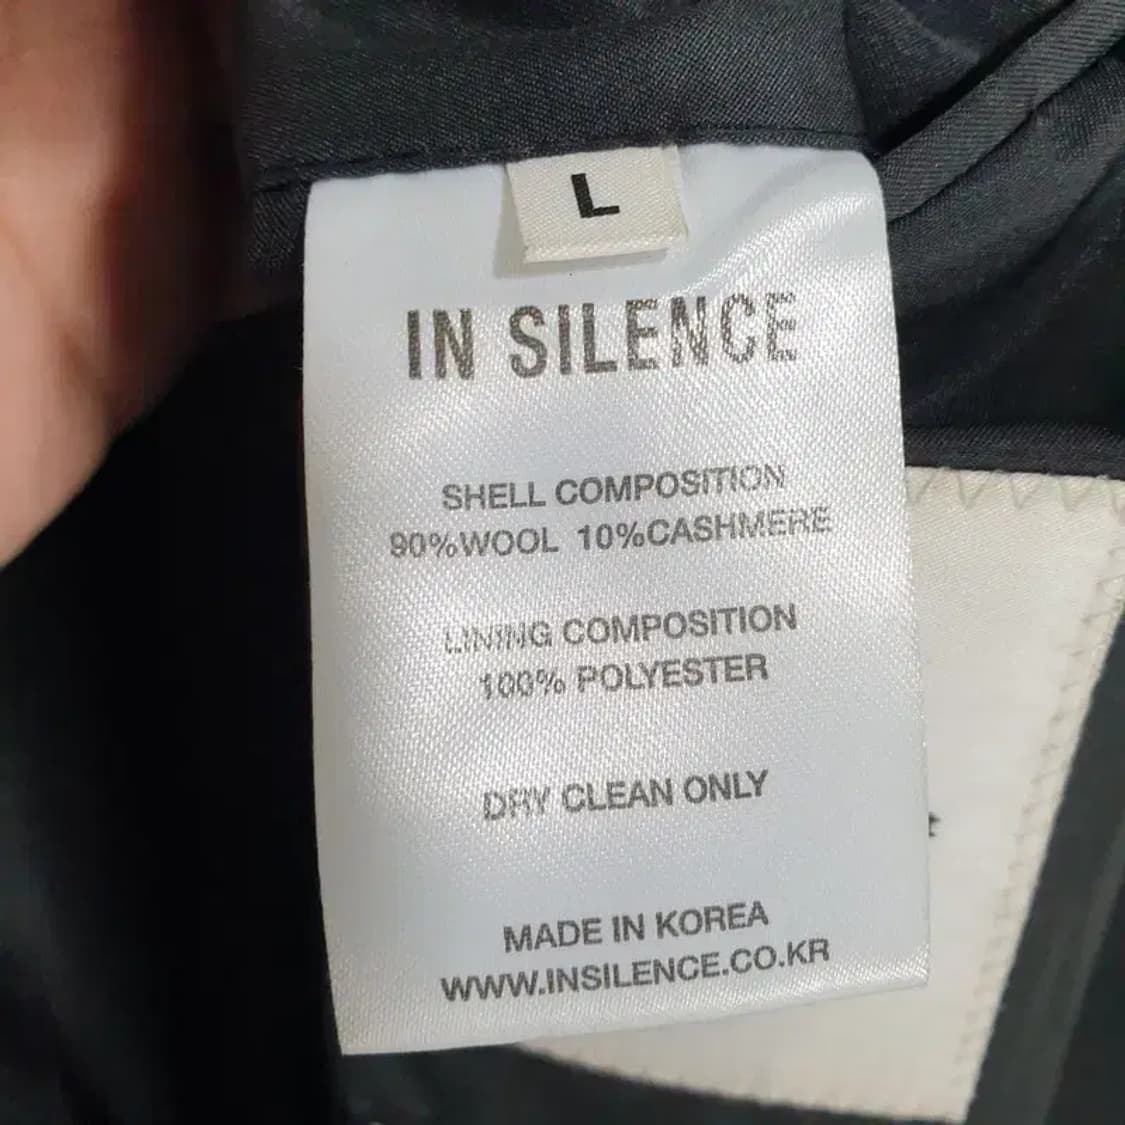 L
IN SILENCE
SHELL COMPOSITION
90%WOOL 10%CASHMERE
LINING COMPOSITION
100% POLYESTER
DRY CLEAN ONLY
MADE IN KOREA
WWW.INSILENCE.CO.KR